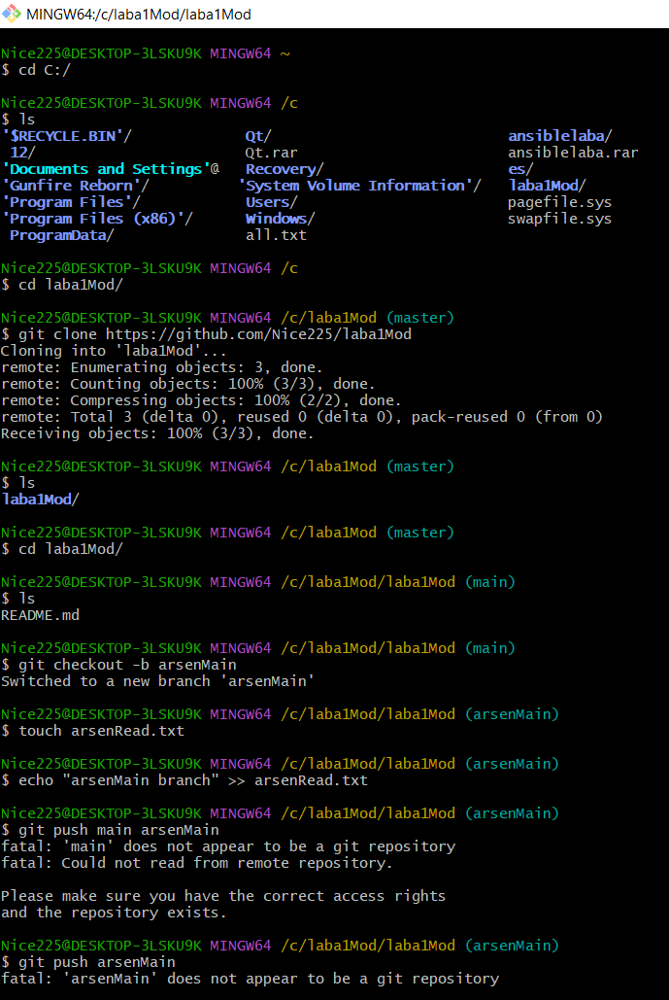 MINGW64:/c/laba1Mod/laba1Mod
Nice225@DESKTOP-3LSKU9K MINGW64 ~
$ cd C:/
Nice225@DESKTOP-3LSKU9K MINGW64 /c
$ ls
'$RECYCLE.BIN'/ Qt/ ansiblelaba/
12/ Qt.rar ansiblelaba.rar
'Documents and Settings'@ Recovery/ es/
'Gunfire Reborn'/ 'System Volume Information'/ laba1Mod/
'Program Files'/ Users/ pagefile.sys
'Program Files (x86)'/ Windows/ swapfile.sys
ProgramData/ all.txt
Nice225@DESKTOP-3LSKU9K MINGW64 /c
$ cd laba1Mod/
Nice225@DESKTOP-3LSKU9K MINGW64 /c/laba1Mod (master)
$ git clone https://github.com/Nice225/laba1Mod
Cloning into 'laba1Mod'...
remote: Enumerating objects: 3, done.
remote: Counting objects: 100% (3/3), done.
remote: Compressing objects: 100% (2/2), done.
remote: Total 3 (delta 0), reused 0 (delta 0), pack-reused 0 (from 0)
Receiving objects: 100% (3/3), done.
Nice225@DESKTOP-3LSKU9K MINGW64 /c/laba1Mod (master)
$ ls
laba1Mod/
Nice225@DESKTOP-3LSKU9K MINGW64 /c/laba1Mod (master)
$ cd laba1Mod/
Nice225@DESKTOP-3LSKU9K MINGW64 /c/laba1Mod/laba1Mod (main)
$ ls
README.md
Nice225@DESKTOP-3LSKU9K MINGW64 /c/laba1Mod/laba1Mod (main)
$ git checkout -b arsenMain
Switched to a new branch 'arsenMain'
Nice225@DESKTOP-3LSKU9K MINGW64 /c/laba1Mod/laba1Mod (arsenMain)
$ touch arsenRead.txt
Nice225@DESKTOP-3LSKU9K MINGW64 /c/laba1Mod/laba1Mod (arsenMain)
$ echo "arsenMain branch" >> arsenRead.txt
Nice225@DESKTOP-3LSKU9K MINGW64 /c/laba1Mod/laba1Mod (arsenMain)
$ git push main arsenMain
fatal: 'main' does not appear to be a git repository
fatal: Could not read from remote repository.
Please make sure you have the correct access rights
and the repository exists.
Nice225@DESKTOP-3LSKU9K MINGW64 /c/laba1Mod/laba1Mod (arsenMain)
$ git push arsenMain
fatal: 'arsenMain' does not appear to be a git repository